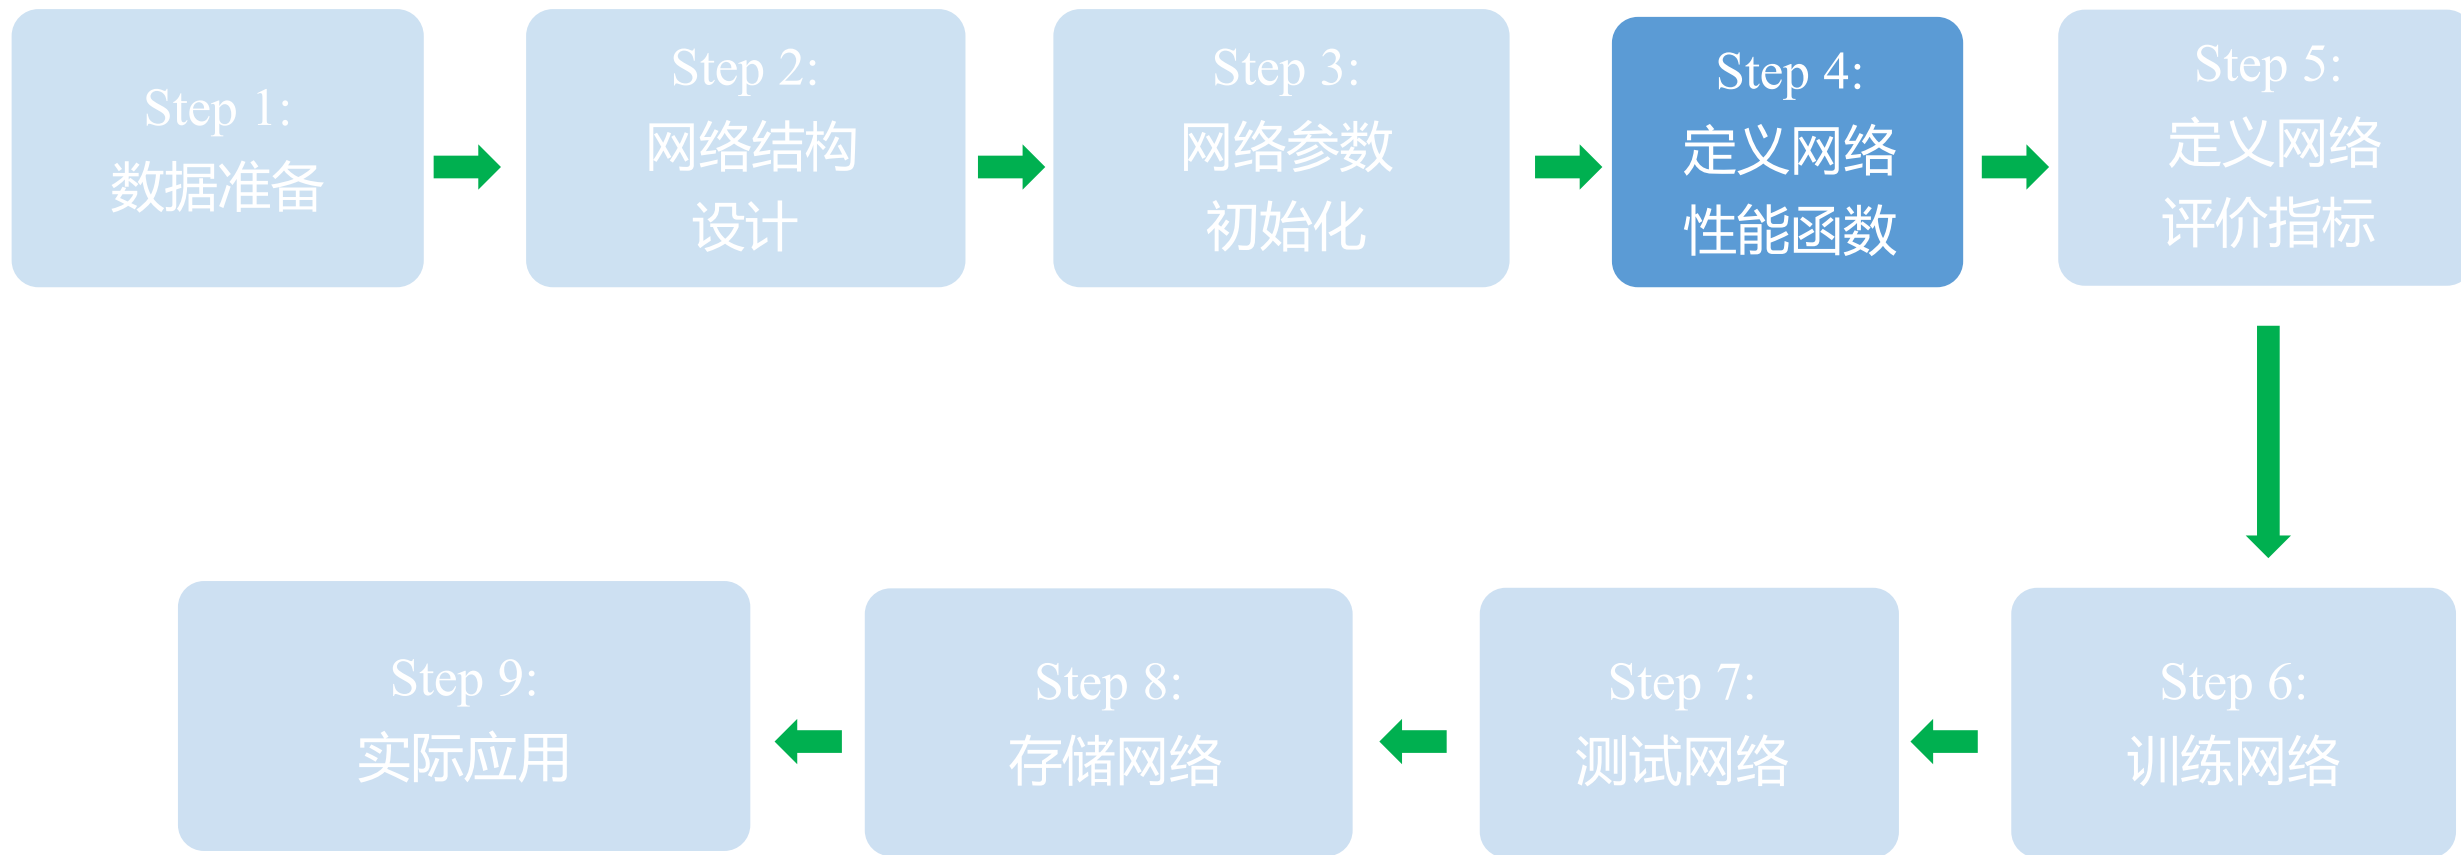 Step 1:
数据准备
Step 2:
网络结构
设计
Step 3:
网络参数
初始化
Step 4:
定义网络
性能函数
Step 5:
定义网络
评价指标
Step 6:
训练网络
Step 7:
测试网络
Step 8:
存储网络
Step 9:
实际应用